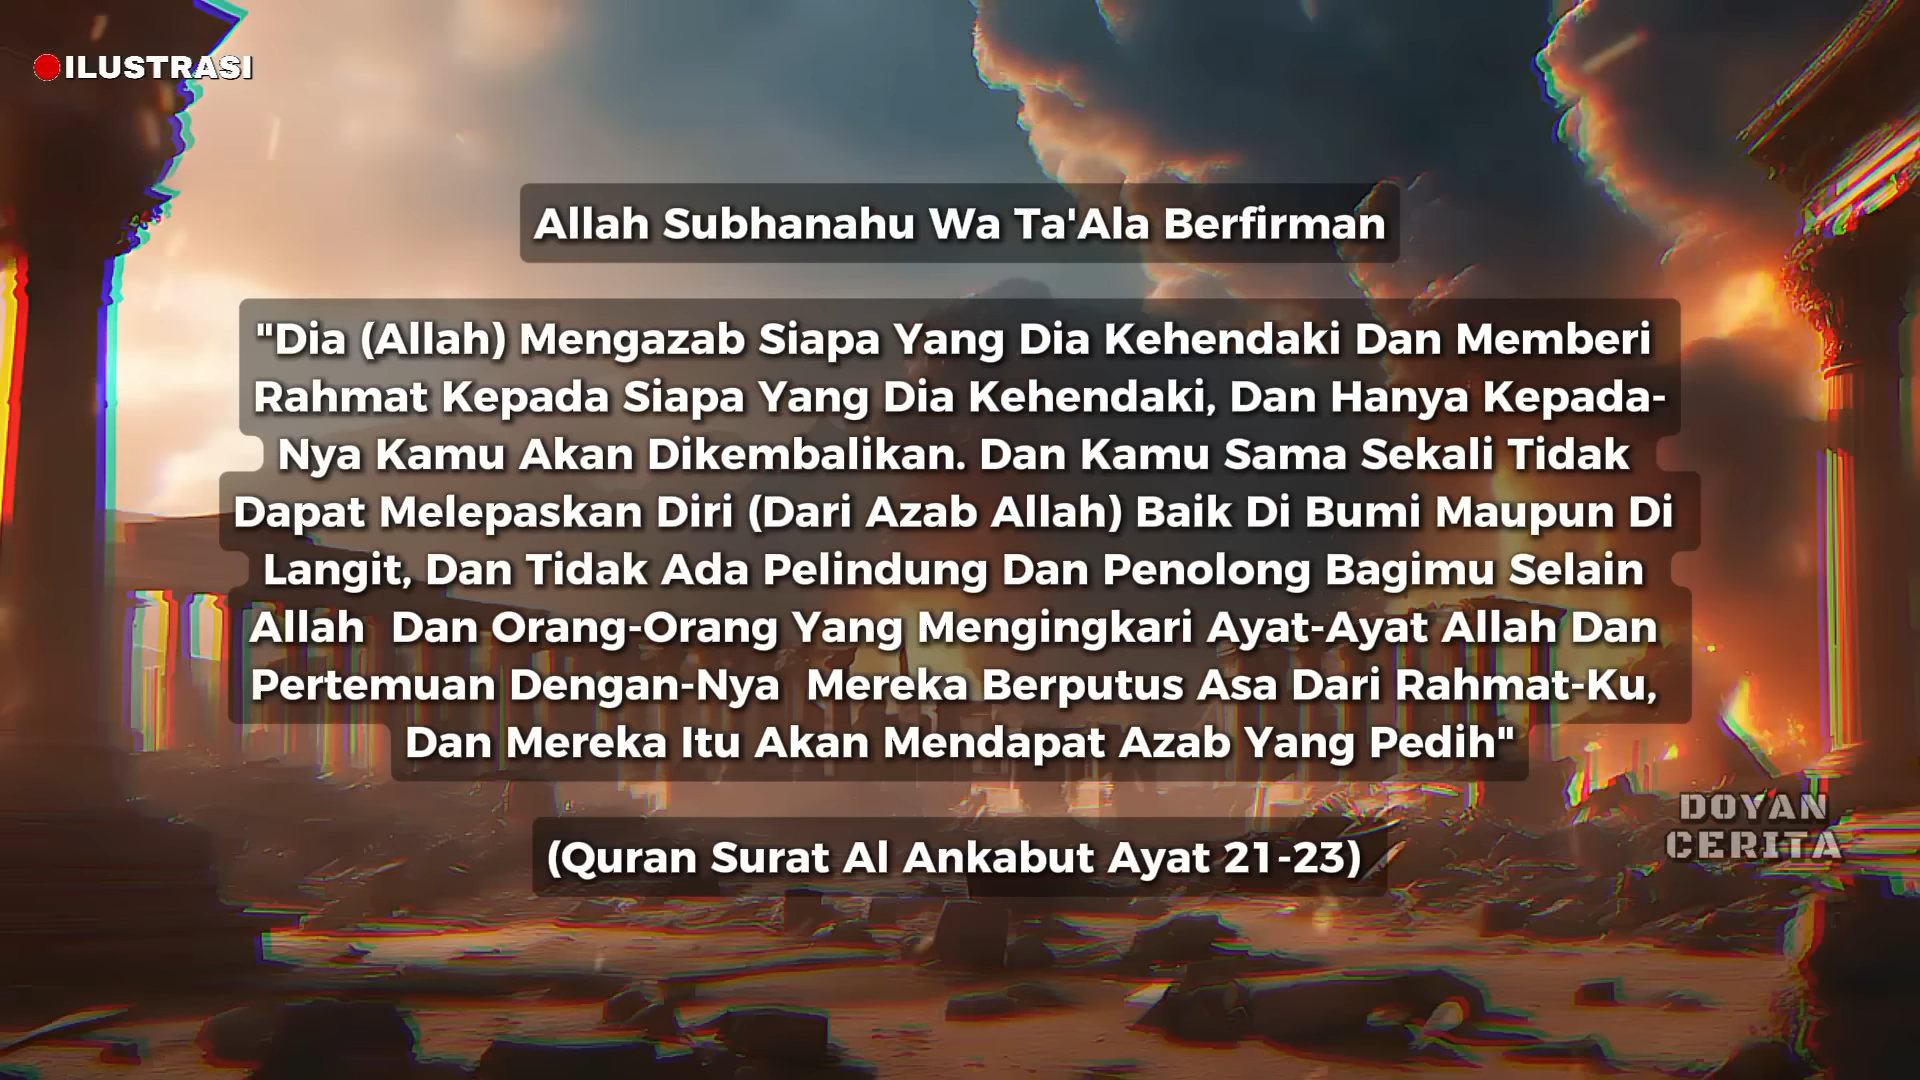 ILUSTRASI
Allah Subhanahu Wa Ta'Ala Berfirman
"Dia (Allah) Mengazab Siapa Yang Dia Kehendaki Dan Memberi
Rahmat Kepada Siapa Yang Dia Kehendaki, Dan Hanya Kepada-
Nya Kamu Akan Dikembalikan. Dan Kamu Sama Sekali Tidak
Dapat Melepaskan Diri (Dari Azab Allah) Baik Di Bumi Maupun Di
Langit, Dan Tidak Ada Pelindung Dan Penolong Bagimu Selain
Allah  Dan Orang-Orang Yang Mengingkari Ayat-Ayat Allah Dan
Pertemuan Dengan-Nya  Mereka Berputus Asa Dari Rahmat-Ku,
Dan Mereka Itu Akan Mendapat Azab Yang Pedih"
(Quran Surat Al Ankabut Ayat 21-23)
DOYAN
CERITA